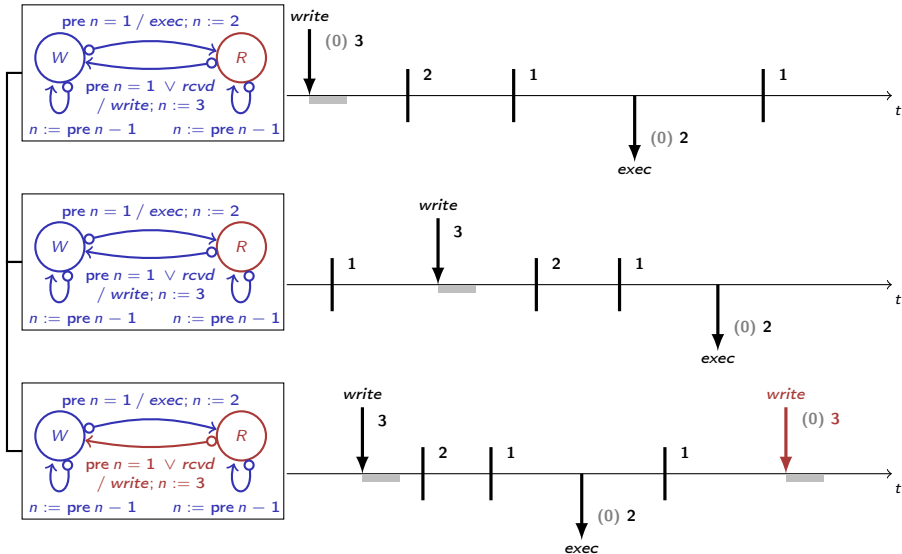 pre n = 1 / exec; n := 2
W
R
pre n = 1 ∨ rcvd
/ write; n := 3
n := pre n − 1
n := pre n − 1
write
(0) 3
2
1
(0) 2
exec
1
t
pre n = 1 / exec; n := 2
W
R
pre n = 1 ∨ rcvd
/ write; n := 3
n := pre n − 1
n := pre n − 1
1
write
3
2
1
(0) 2
exec
t
pre n = 1 / exec; n := 2
W
R
pre n = 1 ∨ rcvd
/ write; n := 3
n := pre n − 1
n := pre n − 1
write
3
2
1
(0) 2
exec
1
write
(0) 3
t